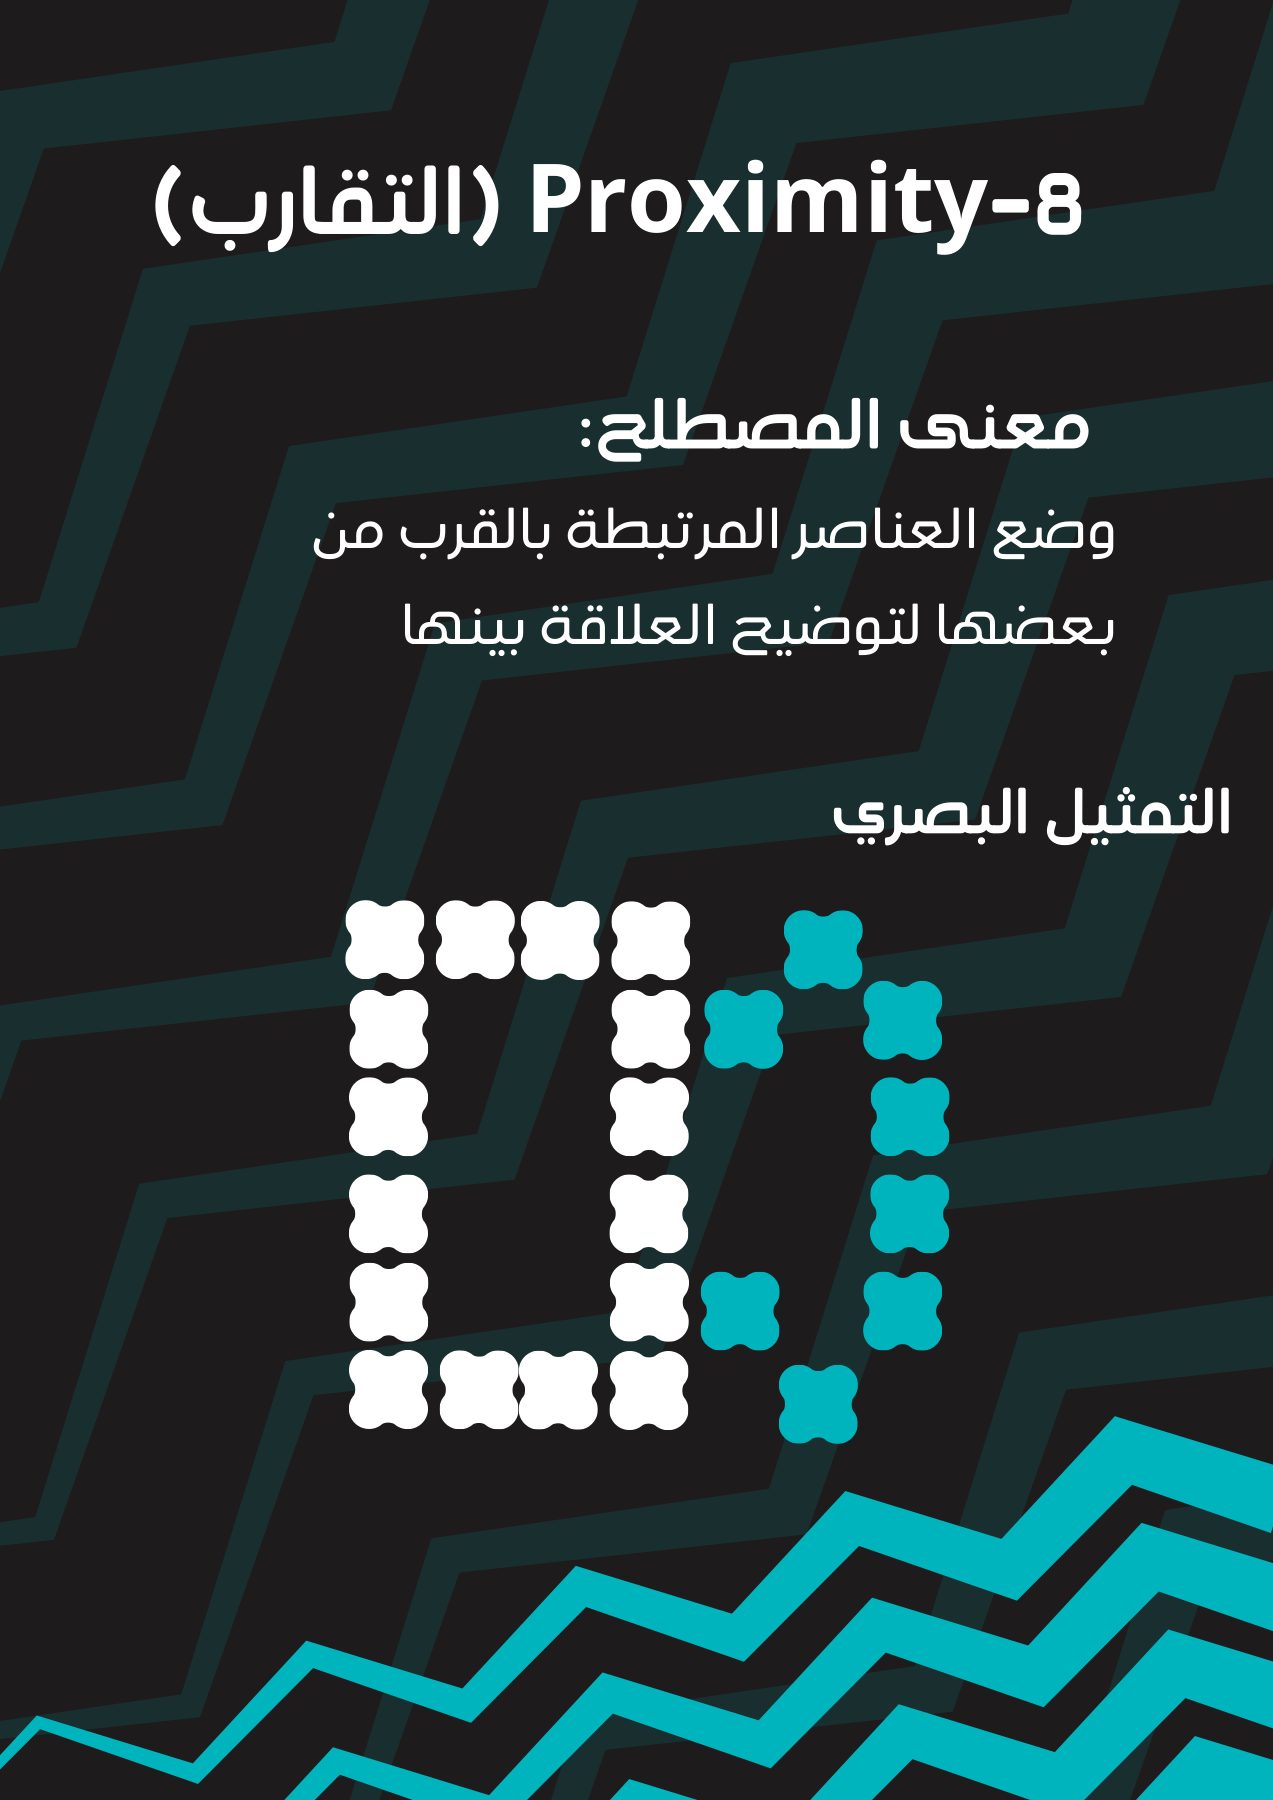 8-Proximity (التقارب)
معنى المصطلح:
وضع العناصر المرتبطة بالقرب من
بعضها لتوضيح العلاقة بينها
التمثيل البصري